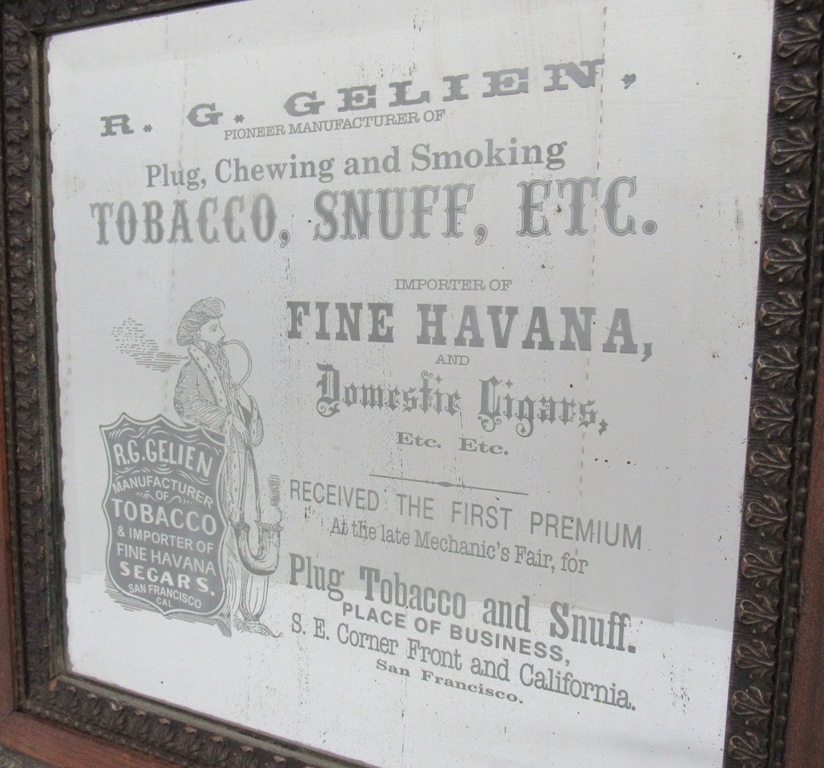 R. G. GELIEN,
PIONEER MANUFACTURER OF
Plug, Chewing and Smoking
TOBACCO, SNUFF, ETC.
IMPORTER OF
FINE HAVANA,
AND
Domestic Cigars,
Etc. Etc.
RECEIVED THE FIRST PREMIUM
At the late Mechanic's Fair, for
Plug Tobacco and Snuff.
PLACE OF BUSINESS,
S. E. Corner Front and California.
San Francisco.
R.G. GELIEN
MANUFACTURER
OF
TOBACCO
& IMPORTER OF
FINE HAVANA
SEGARS.
SAN FRANCISCO
CAL